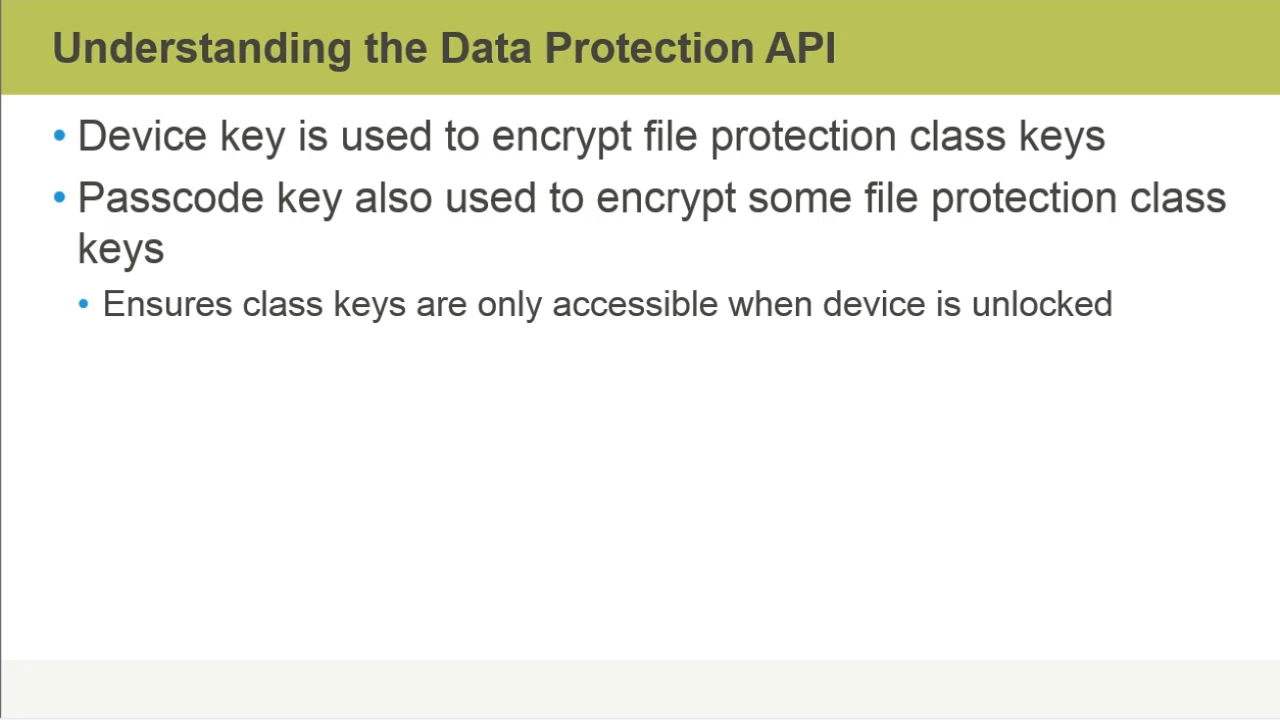 Understanding the Data Protection API
• Device key is used to encrypt file protection class keys
• Passcode key also used to encrypt some file protection class
keys
• Ensures class keys are only accessible when device is unlocked